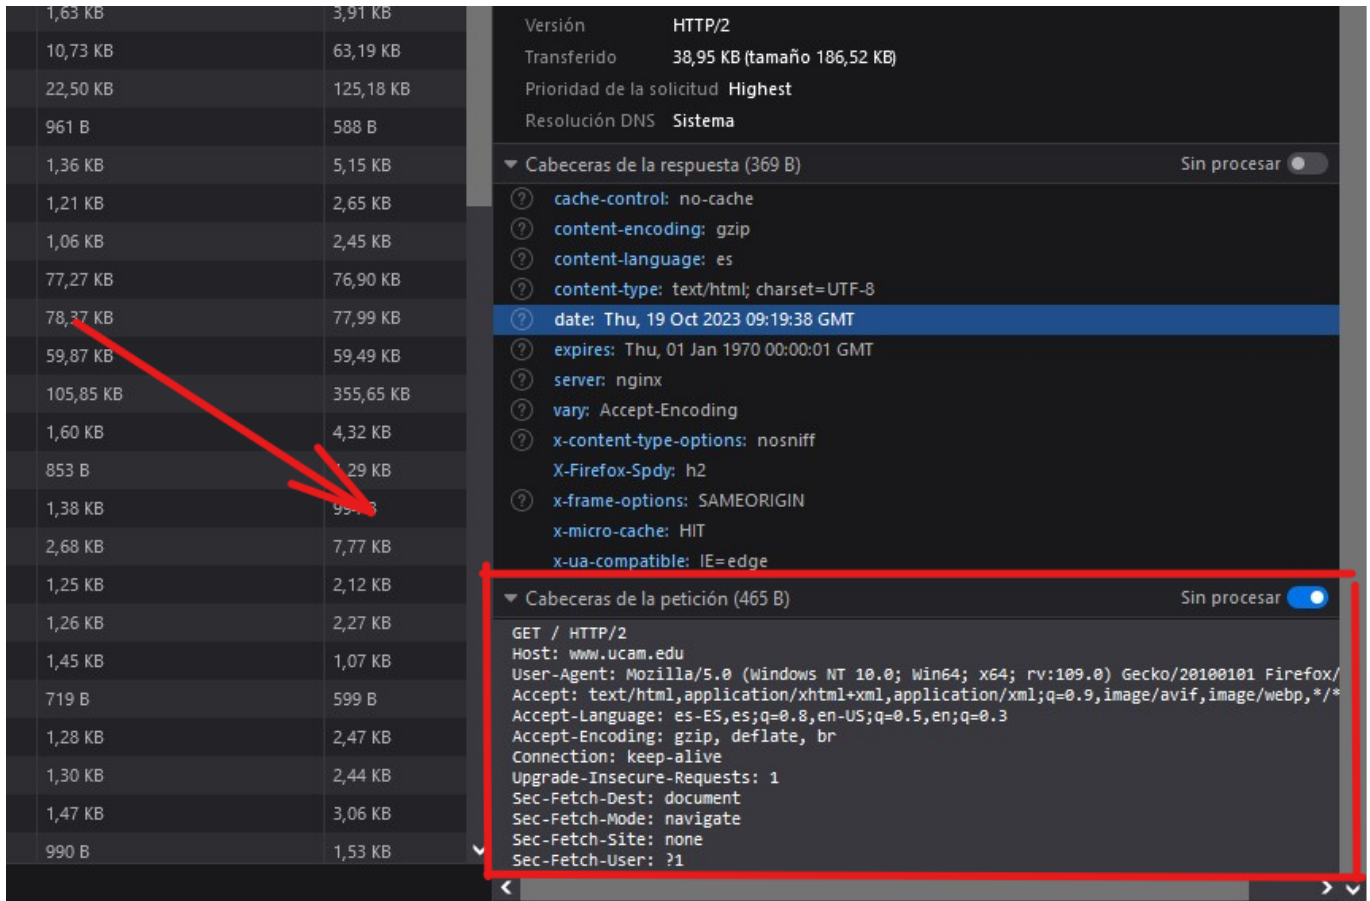 1,63 KB 3,91 KB
10,73 KB 63,19 KB
22,50 KB 125,18 KB
961 B 588 B
1,36 KB 5,15 KB
1,21 KB 2,65 KB
1,06 KB 2,45 KB
77,27 KB 76,90 KB
78,37 KB 77,99 KB
59,87 KB 59,49 KB
105,85 KB 355,65 KB
1,60 KB 4,32 KB
853 B ,29 KB
1,38 KB
2,68 KB 7,77 KB
1,25 KB 2,12 KB
1,26 KB 2,27 KB
1,45 KB 1,07 KB
719 B 599 B
1,28 KB 2,47 KB
1,30 KB 2,44 KB
1,47 KB 3,06 KB
990 B 1,53 KB
Versión HTTP/2
Transferido 38,95 KB (tamaño 186,52 KB)
Prioridad de la solicitud Highest
Resolución DNS Sistema
Cabeceras de la respuesta (369 B) Sin procesar
cache-control: no-cache
content-encoding: gzip
content-language: es
content-type: text/html; charset=UTF-8
date: Thu, 19 Oct 2023 09:19:38 GMT
expires: Thu, 01 Jan 1970 00:00:01 GMT
server: nginx
vary: Accept-Encoding
x-content-type-options: nosniff
X-Firefox-Spdy: h2
x-frame-options: SAMEORIGIN
x-micro-cache: HIT
x-ua-compatible: IE=edge
Cabeceras de la petición (465 B) Sin procesar
GET / HTTP/2
Host: www.ucam.edu
User-Agent: Mozilla/5.0 (Windows NT 10.0; Win64; x64; rv:109.0) Gecko/20100101 Firefox/
Accept: text/html,application/xhtml+xml,application/xml;q=0.9,image/avif,image/webp,*/*
Accept-Language: es-ES,es;q=0.8,en-US;q=0.5,en;q=0.3
Accept-Encoding: gzip, deflate, br
Connection: keep-alive
Upgrade-Insecure-Requests: 1
Sec-Fetch-Dest: document
Sec-Fetch-Mode: navigate
Sec-Fetch-Site: none
Sec-Fetch-User: ?1